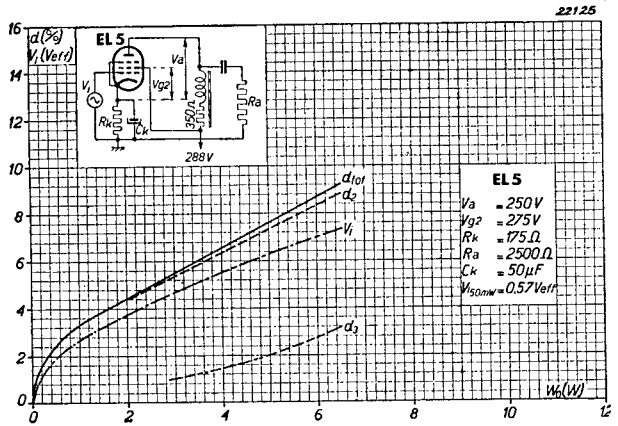 22125
16
d(%)
Vi(Veff)
14
12
10
8
6
4
2
0
EL5
Vi
Vg2
Va
Rk
Ck
350Ω
Ra
288V
dtot
d2
Vi
d3
EL5
Va = 250V
Vg2 = 275V
Rk = 175Ω
Ra = 2500Ω
Ck = 50μF
V50mW = 0.57Veff
0 2 4 6 8 10 12
Wo(W)